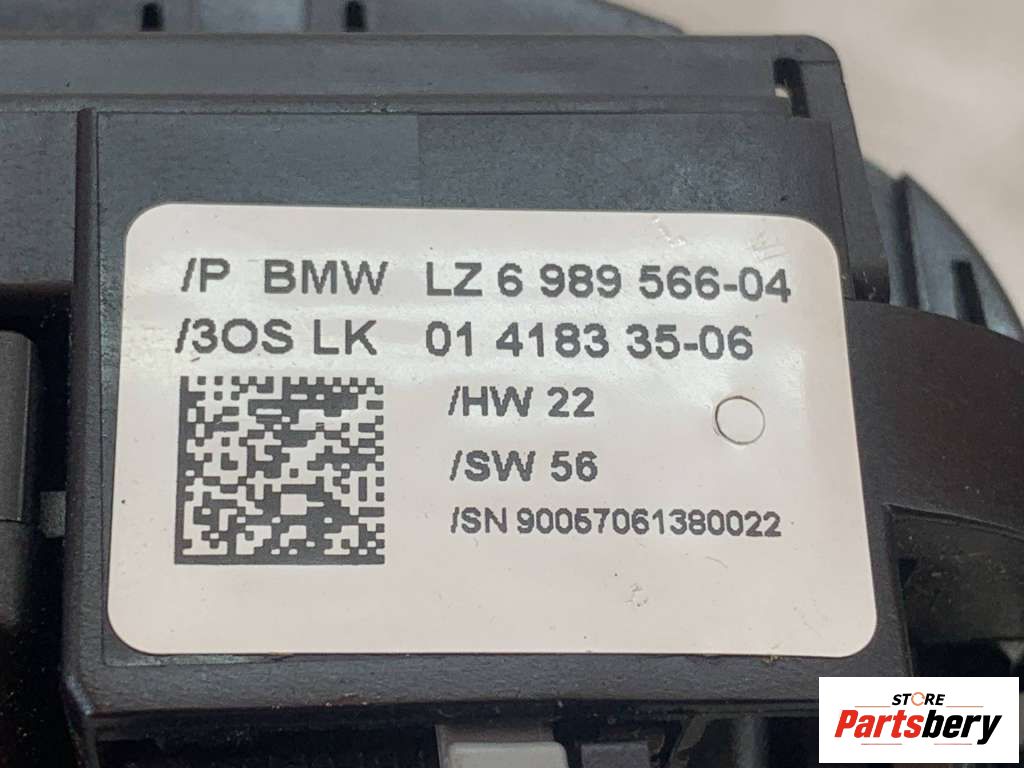 /P BMW LZ 6 989 566-04
/3OS LK 01 4183 35-06
/HW 22
/SW 56
/SN 90057061380022
STORE
Partsbery